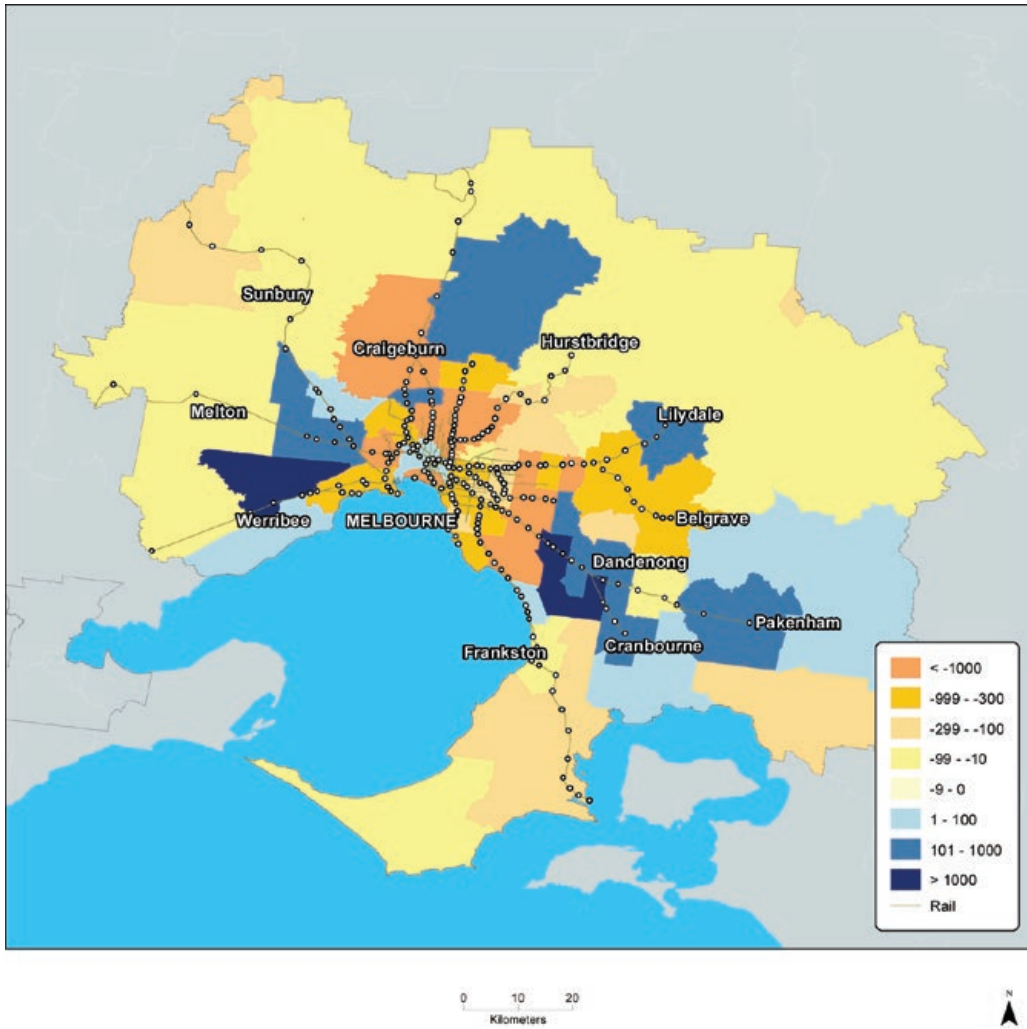 Sunbury
Craigeburn
Hurstbridge
Melton
Lilydale
Werribee
MELBOURNE
Belgrave
Dandenong
Pakenham
Frankston
Cranbourne
< -1000
-999 - -300
-299 - -100
-99 - -10
-9 - 0
1 - 100
101 - 1000
> 1000
Rail
0 10 20
Kilometers
N